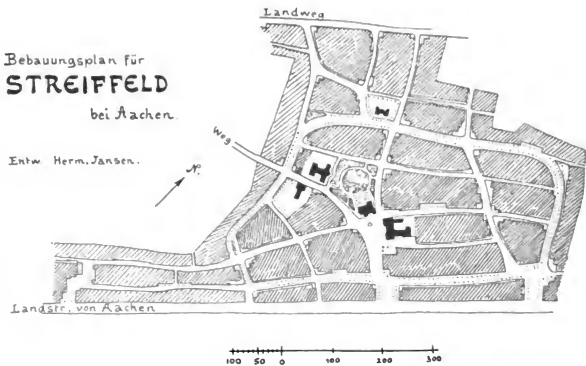 Landweg
Bebauungsplan für
STREIFFELD
bei Aachen.
Weg
Entw. Herm. Jansen.
N.
Landstr. von Aachen
100 50 0 100 200 300